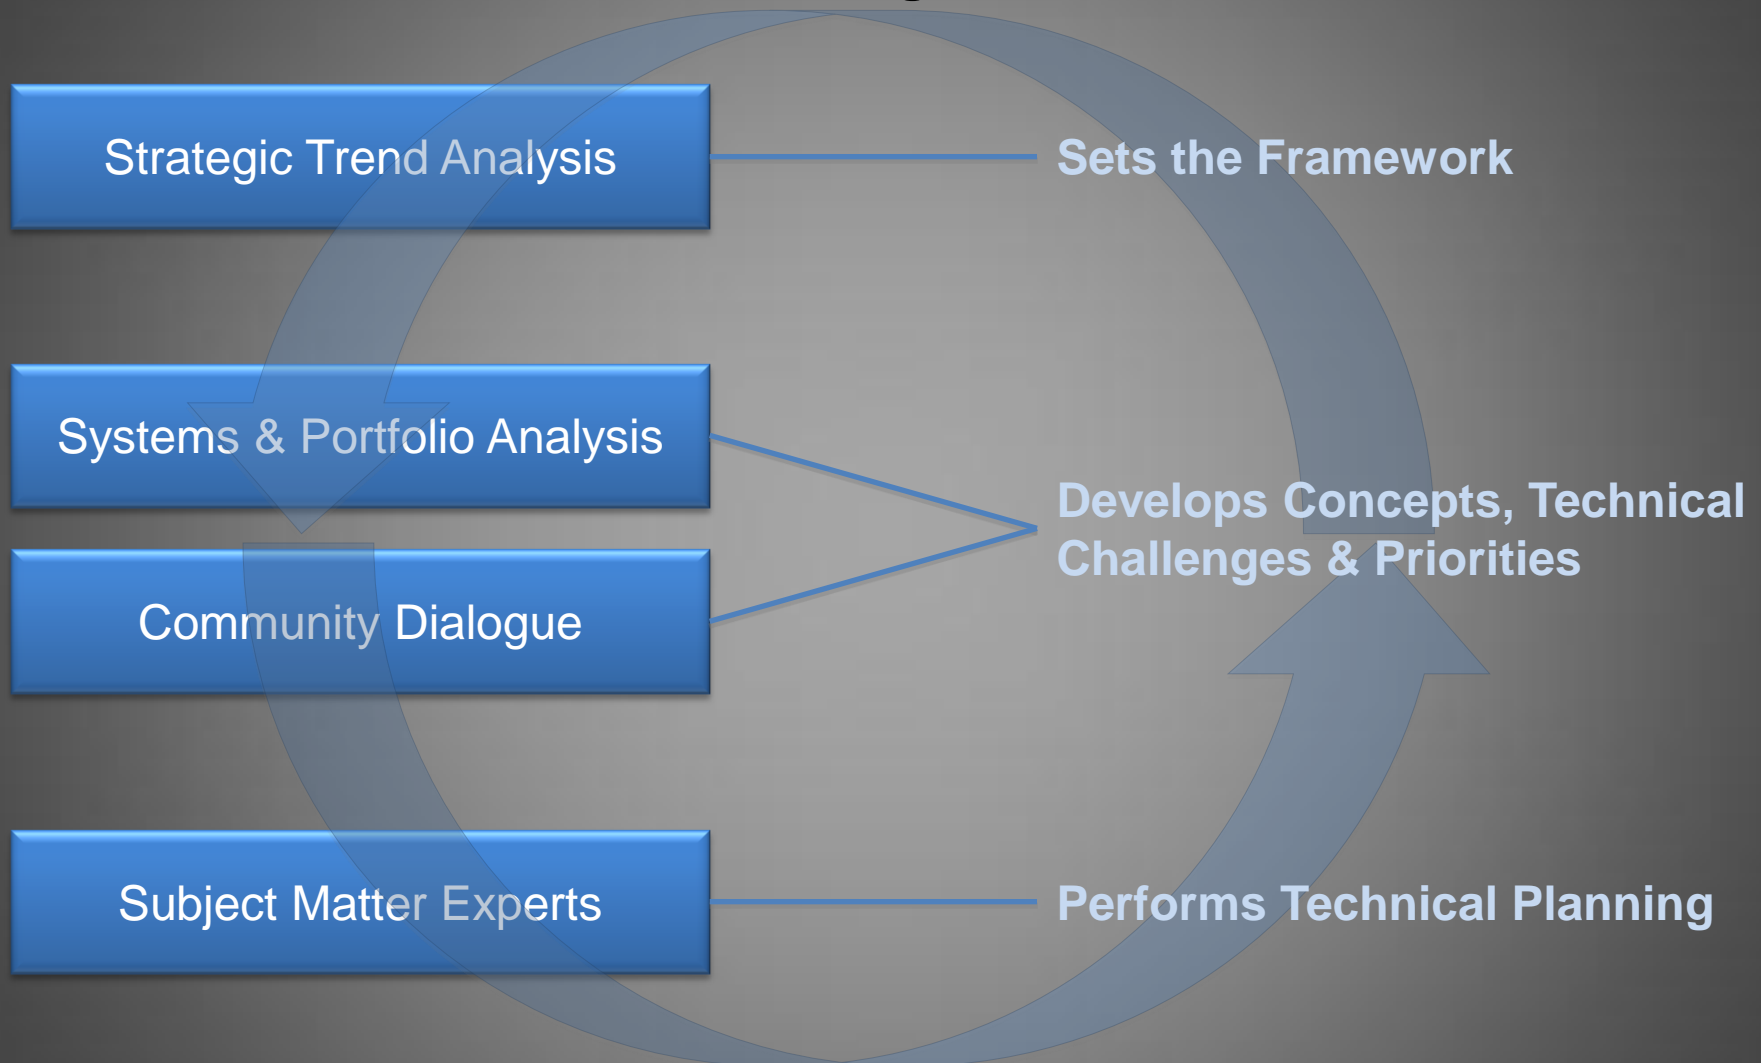 Strategic Trend Analysis
Sets the Framework
Systems & Portfolio Analysis
Develops Concepts, Technical
Challenges & Priorities
Community Dialogue
Subject Matter Experts
Performs Technical Planning